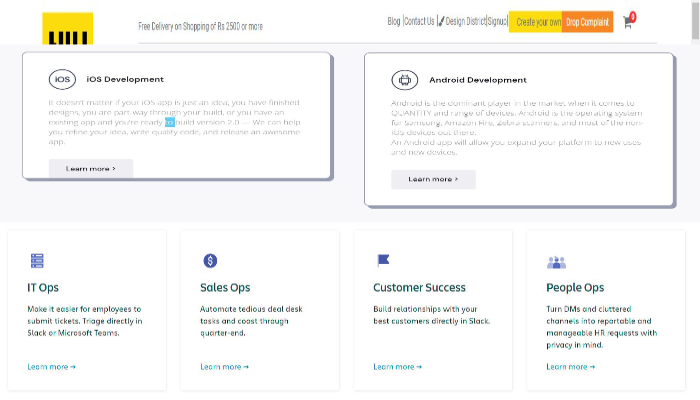 Free Delivery on Shopping of Rs 2500 or more
Blog |Contact Us | Design District|Signup| Create your own Drop Complaint
8
iOS iOS Development
It doesn't matter if your iOS app is just an idea, you have finished
designs, you are part way through your build, or you have an
existing app and you're ready to build version 2.0 — We can help
you refine your idea, write quality code, and release an awesome
app.
Learn more >
Android Development
Android is the dominant player in the market when it comes to
QUANTITY and range of devices. Android is the operating system
for Samsung, Amazon Fire, Zebra scanners, and most of the non-
iOs devices out there.
An Android app will allow you expand your platform to new uses
and new devices.
Learn more >
IT Ops
Make it easier for employees to
submit tickets. Triage directly in
Slack or Microsoft Teams.
Learn more →
Sales Ops
Automate tedious deal desk
tasks and coast through
quarter-end.
Learn more →
Customer Success
Build relationships with your
best customers directly in Slack.
Learn more →
People Ops
Turn DMs and cluttered
channels into reportable and
manageable HR requests with
privacy in mind.
Learn more →